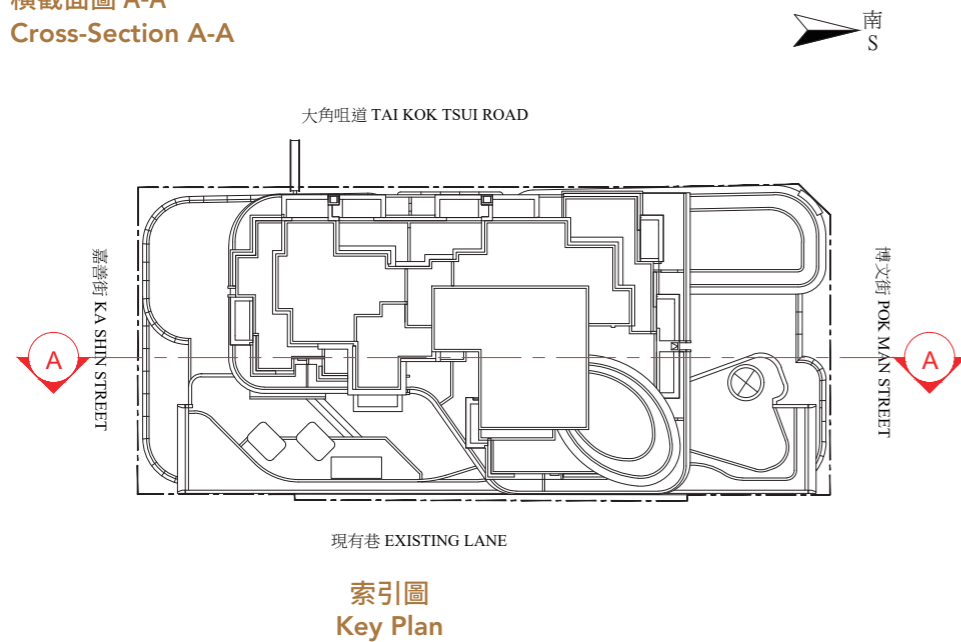 橫截面圖 A-A
Cross-Section A-A
南
S
大角咀道 TAI KOK TSUI ROAD
嘉善街 KA SHIN STREET
博文街 POK MAN STREET
A
A
現有巷 EXISTING LANE
索引圖
Key Plan